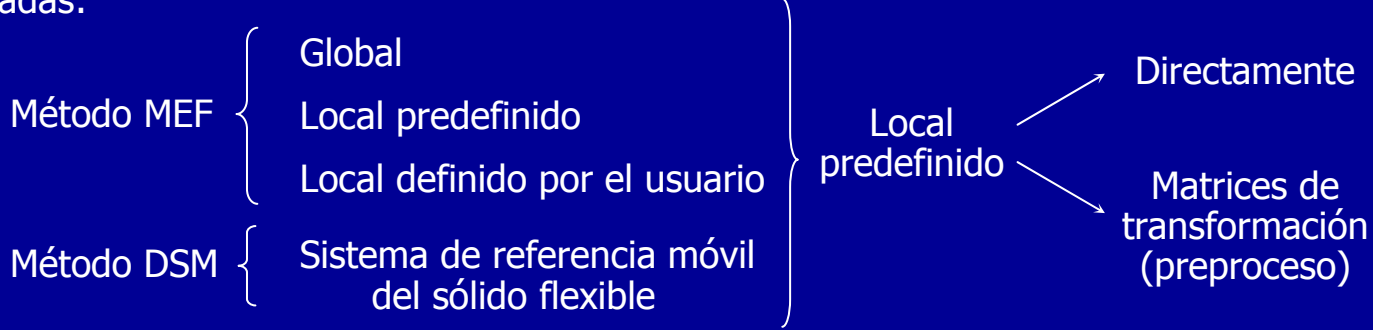 Global
Método MEF
Local predefinido
Local definido por el usuario
Método DSM
Sistema de referencia móvil
del sólido flexible
Local
predefinido
Directamente
Matrices de
transformación
(preproceso)